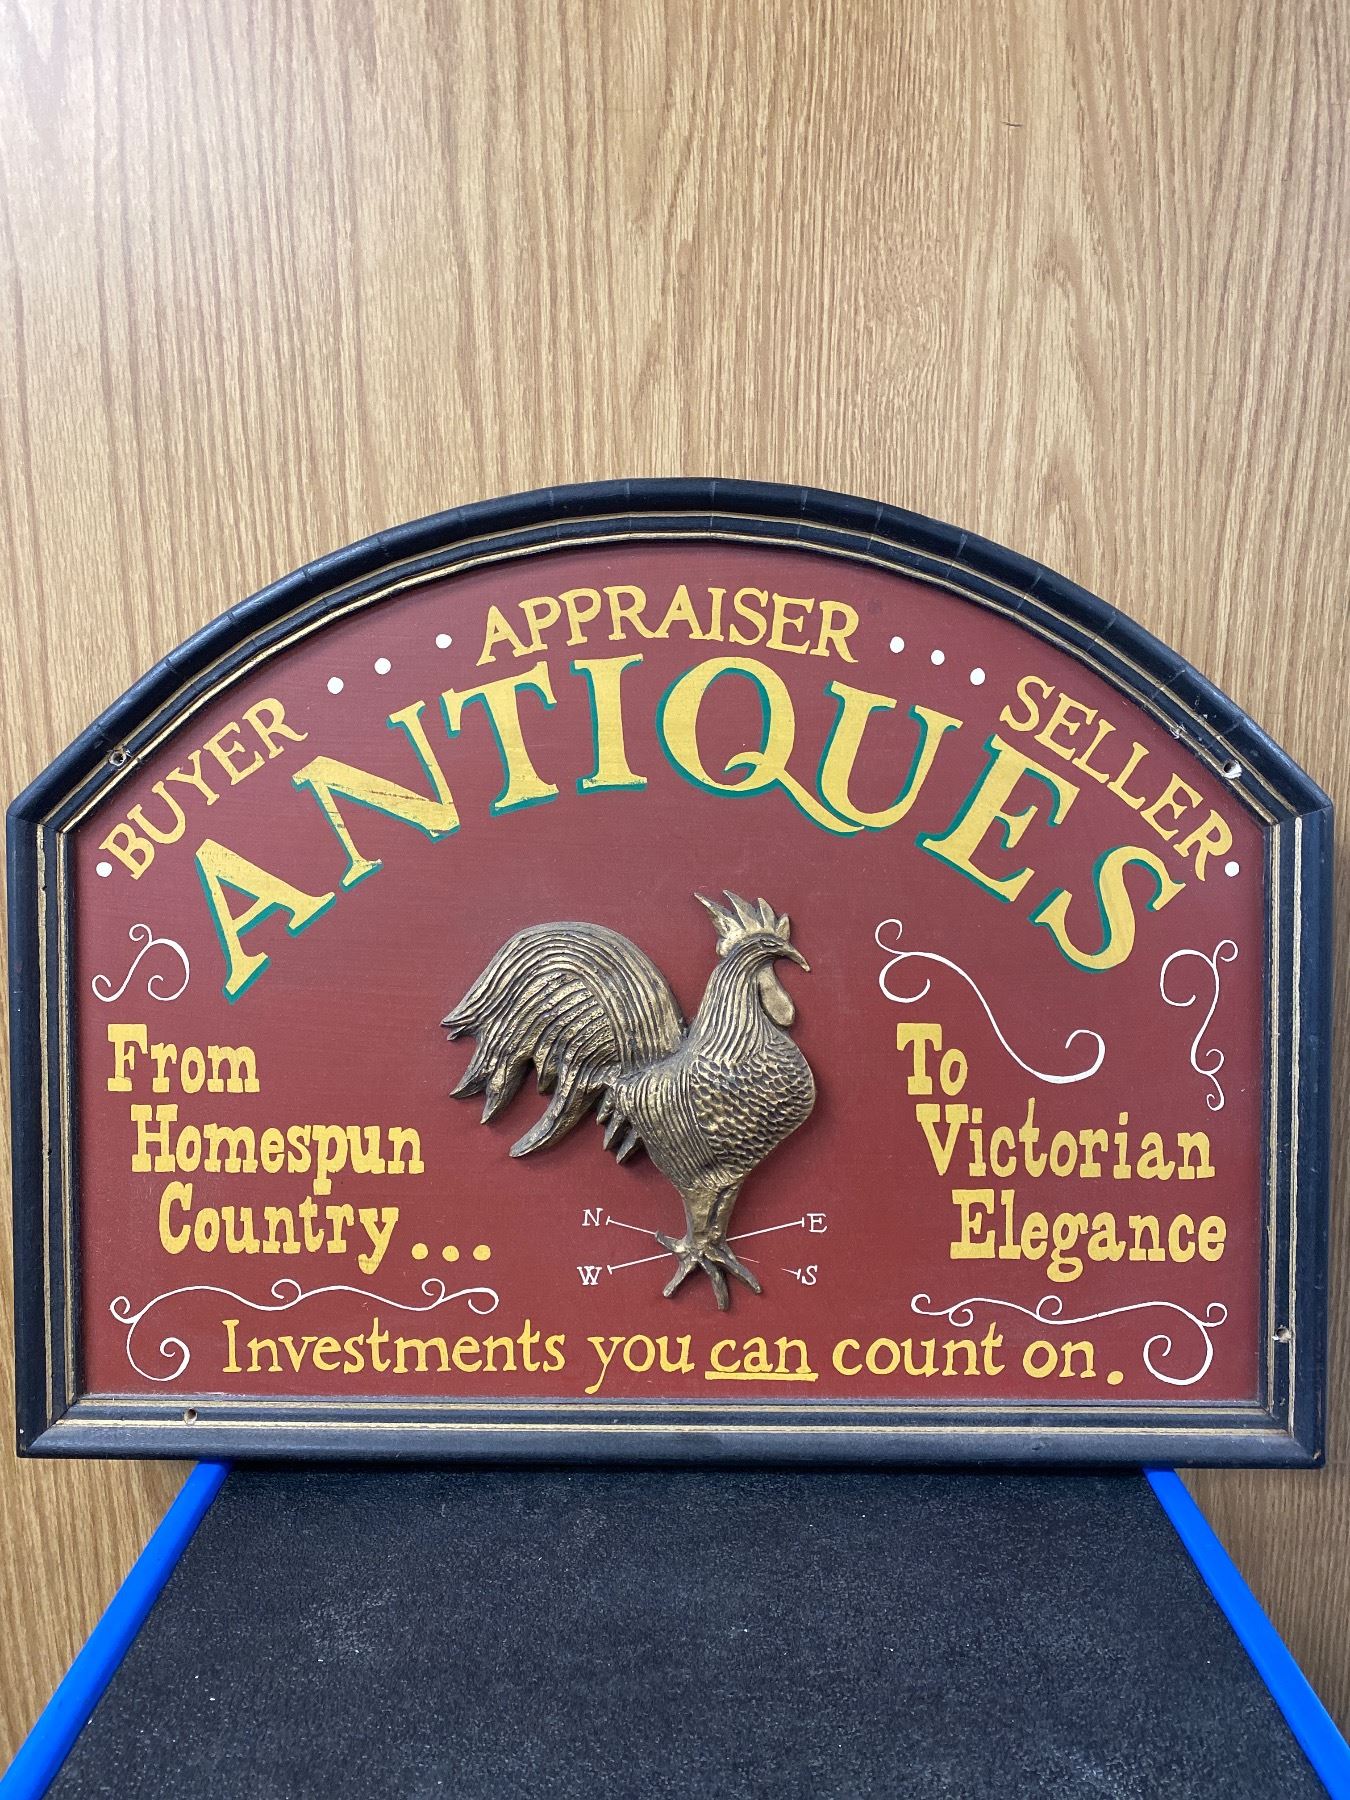 BUYER • • • APPRAISER • • • SELLER
ANTIQUES
From
Homespun
Country...
To
Victorian
Elegance
N E
W S
Investments you can count on.